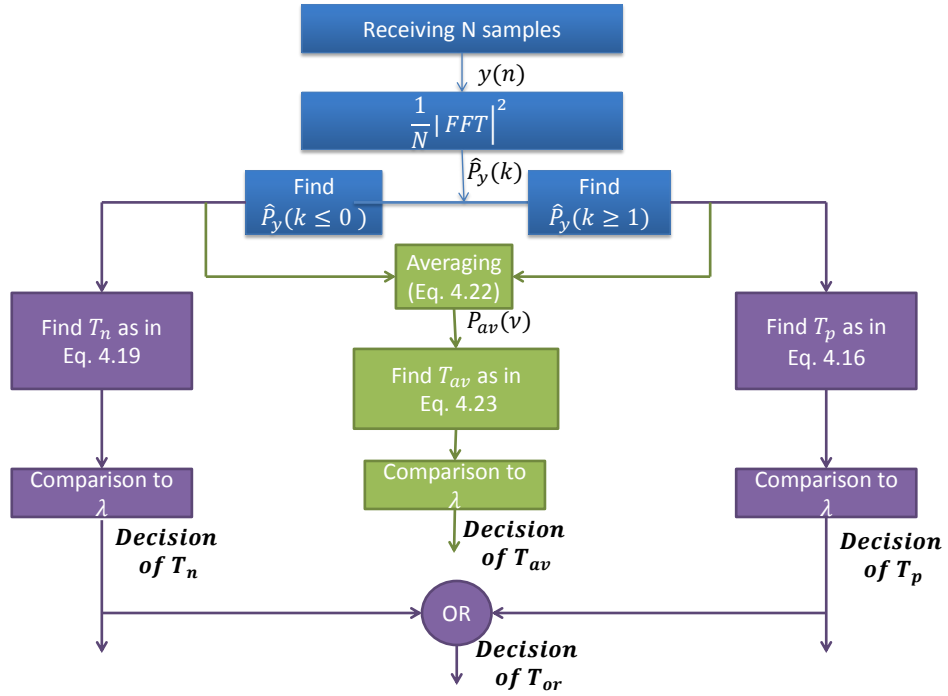 Receiving N samples
y(n)
1/N |FFT|²
P̂_y(k)
Find
P̂_y(k ≤ 0 )
Find
P̂_y(k ≥ 1)
Averaging
(Eq. 4.22)
P_av(ν)
Find T_n as in
Eq. 4.19
Find T_av as in
Eq. 4.23
Find T_p as in
Eq. 4.16
Comparison to
λ
Comparison to
λ
Comparison to
λ
Decision
of T_n
Decision
of T_av
Decision
of T_p
OR
Decision
of T_or